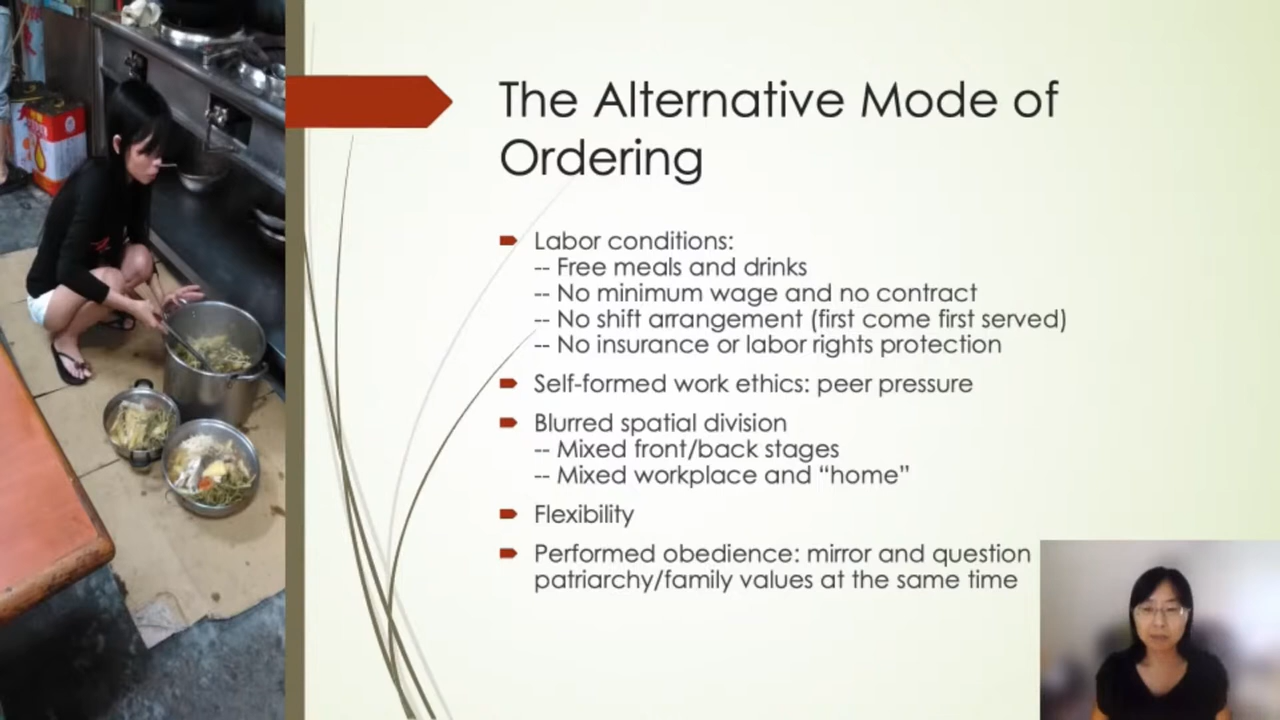 The Alternative Mode of
Ordering
Labor conditions:
-- Free meals and drinks
-- No minimum wage and no contract
-- No shift arrangement (first come first served)
-- No insurance or labor rights protection
Self-formed work ethics: peer pressure
Blurred spatial division
-- Mixed front/back stages
-- Mixed workplace and “home”
Flexibility
Performed obedience: mirror and question
patriarchy/family values at the same time